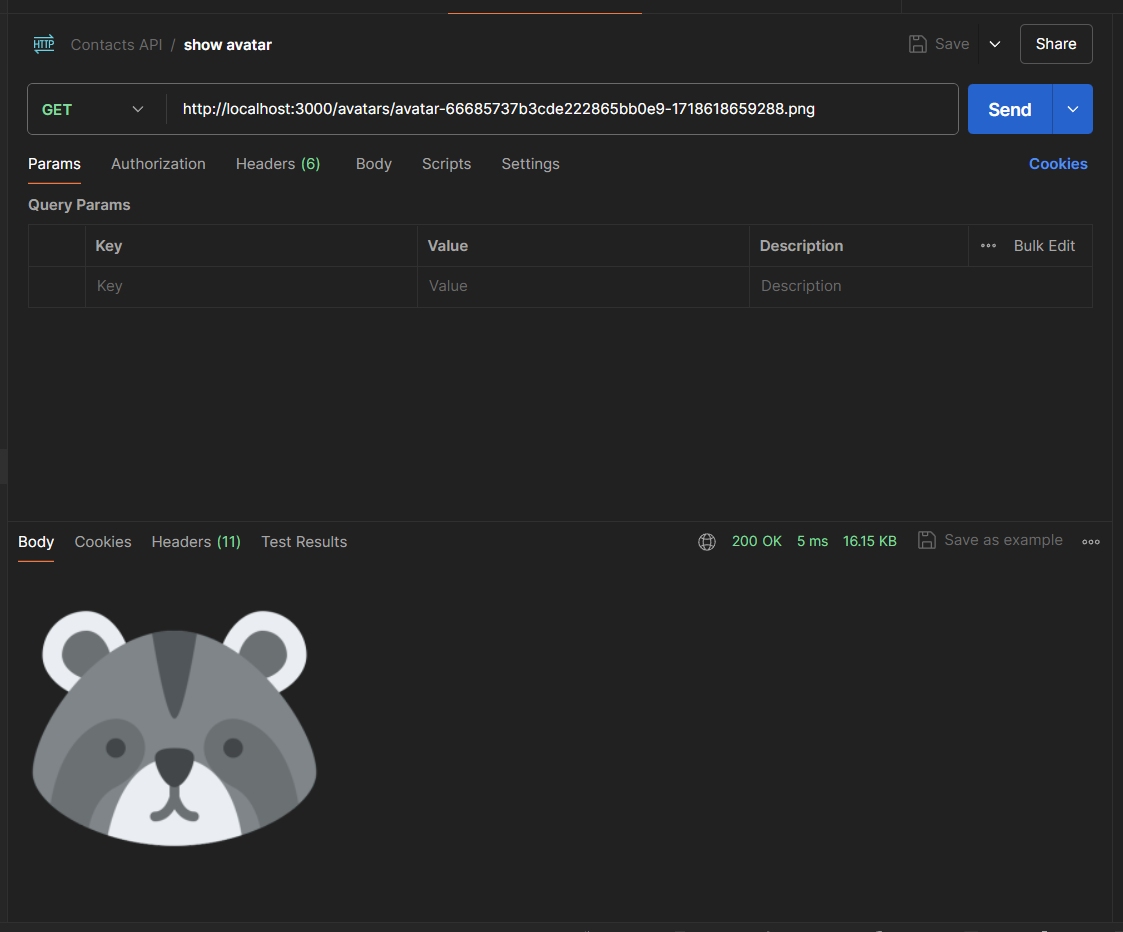 HTTP Contacts API / show avatar Save Share
GET http://localhost:3000/avatars/avatar-66685737b3cde222865bb0e9-1718618659288.png Send
Params Authorization Headers (6) Body Scripts Settings Cookies
Query Params
Key Value Description Bulk Edit
Key Value Description
Body Cookies Headers (11) Test Results 200 OK 5 ms 16.15 KB Save as example